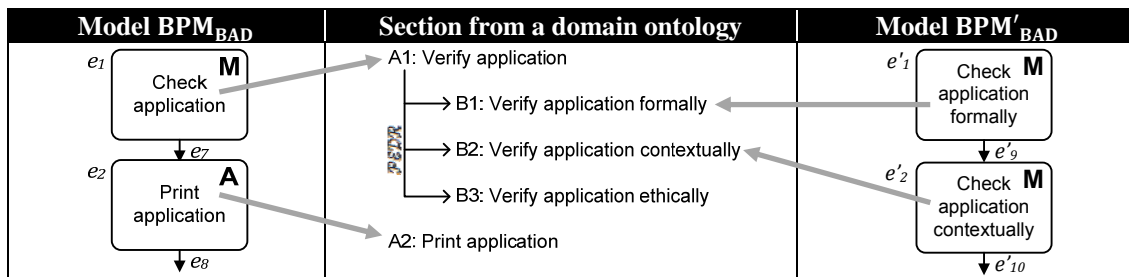 Model BPM_BAD
Section from a domain ontology
Model BPM'_BAD
e1
M
Check
application
e7
e2
A
Print
application
e8
A1: Verify application
B1: Verify application formally
PEDR
B2: Verify application contextually
B3: Verify application ethically
A2: Print application
e'1
M
Check
application
formally
e'9
e'2
M
Check
application
contextually
e'10